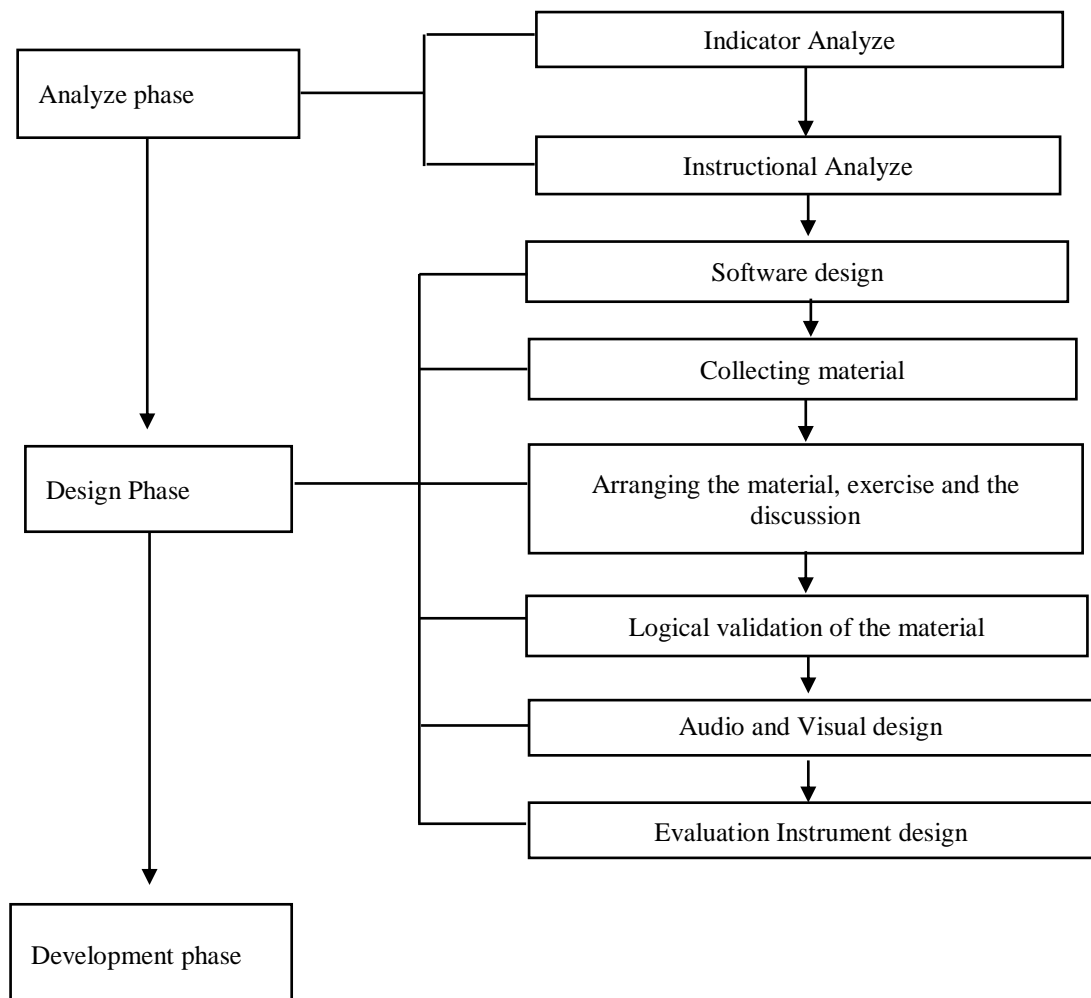 Indicator Analyze
Analyze phase
Instructional Analyze
Software design
Collecting material
Design Phase
Arranging the material, exercise and the
discussion
Logical validation of the material
Audio and Visual design
Evaluation Instrument design
Development phase